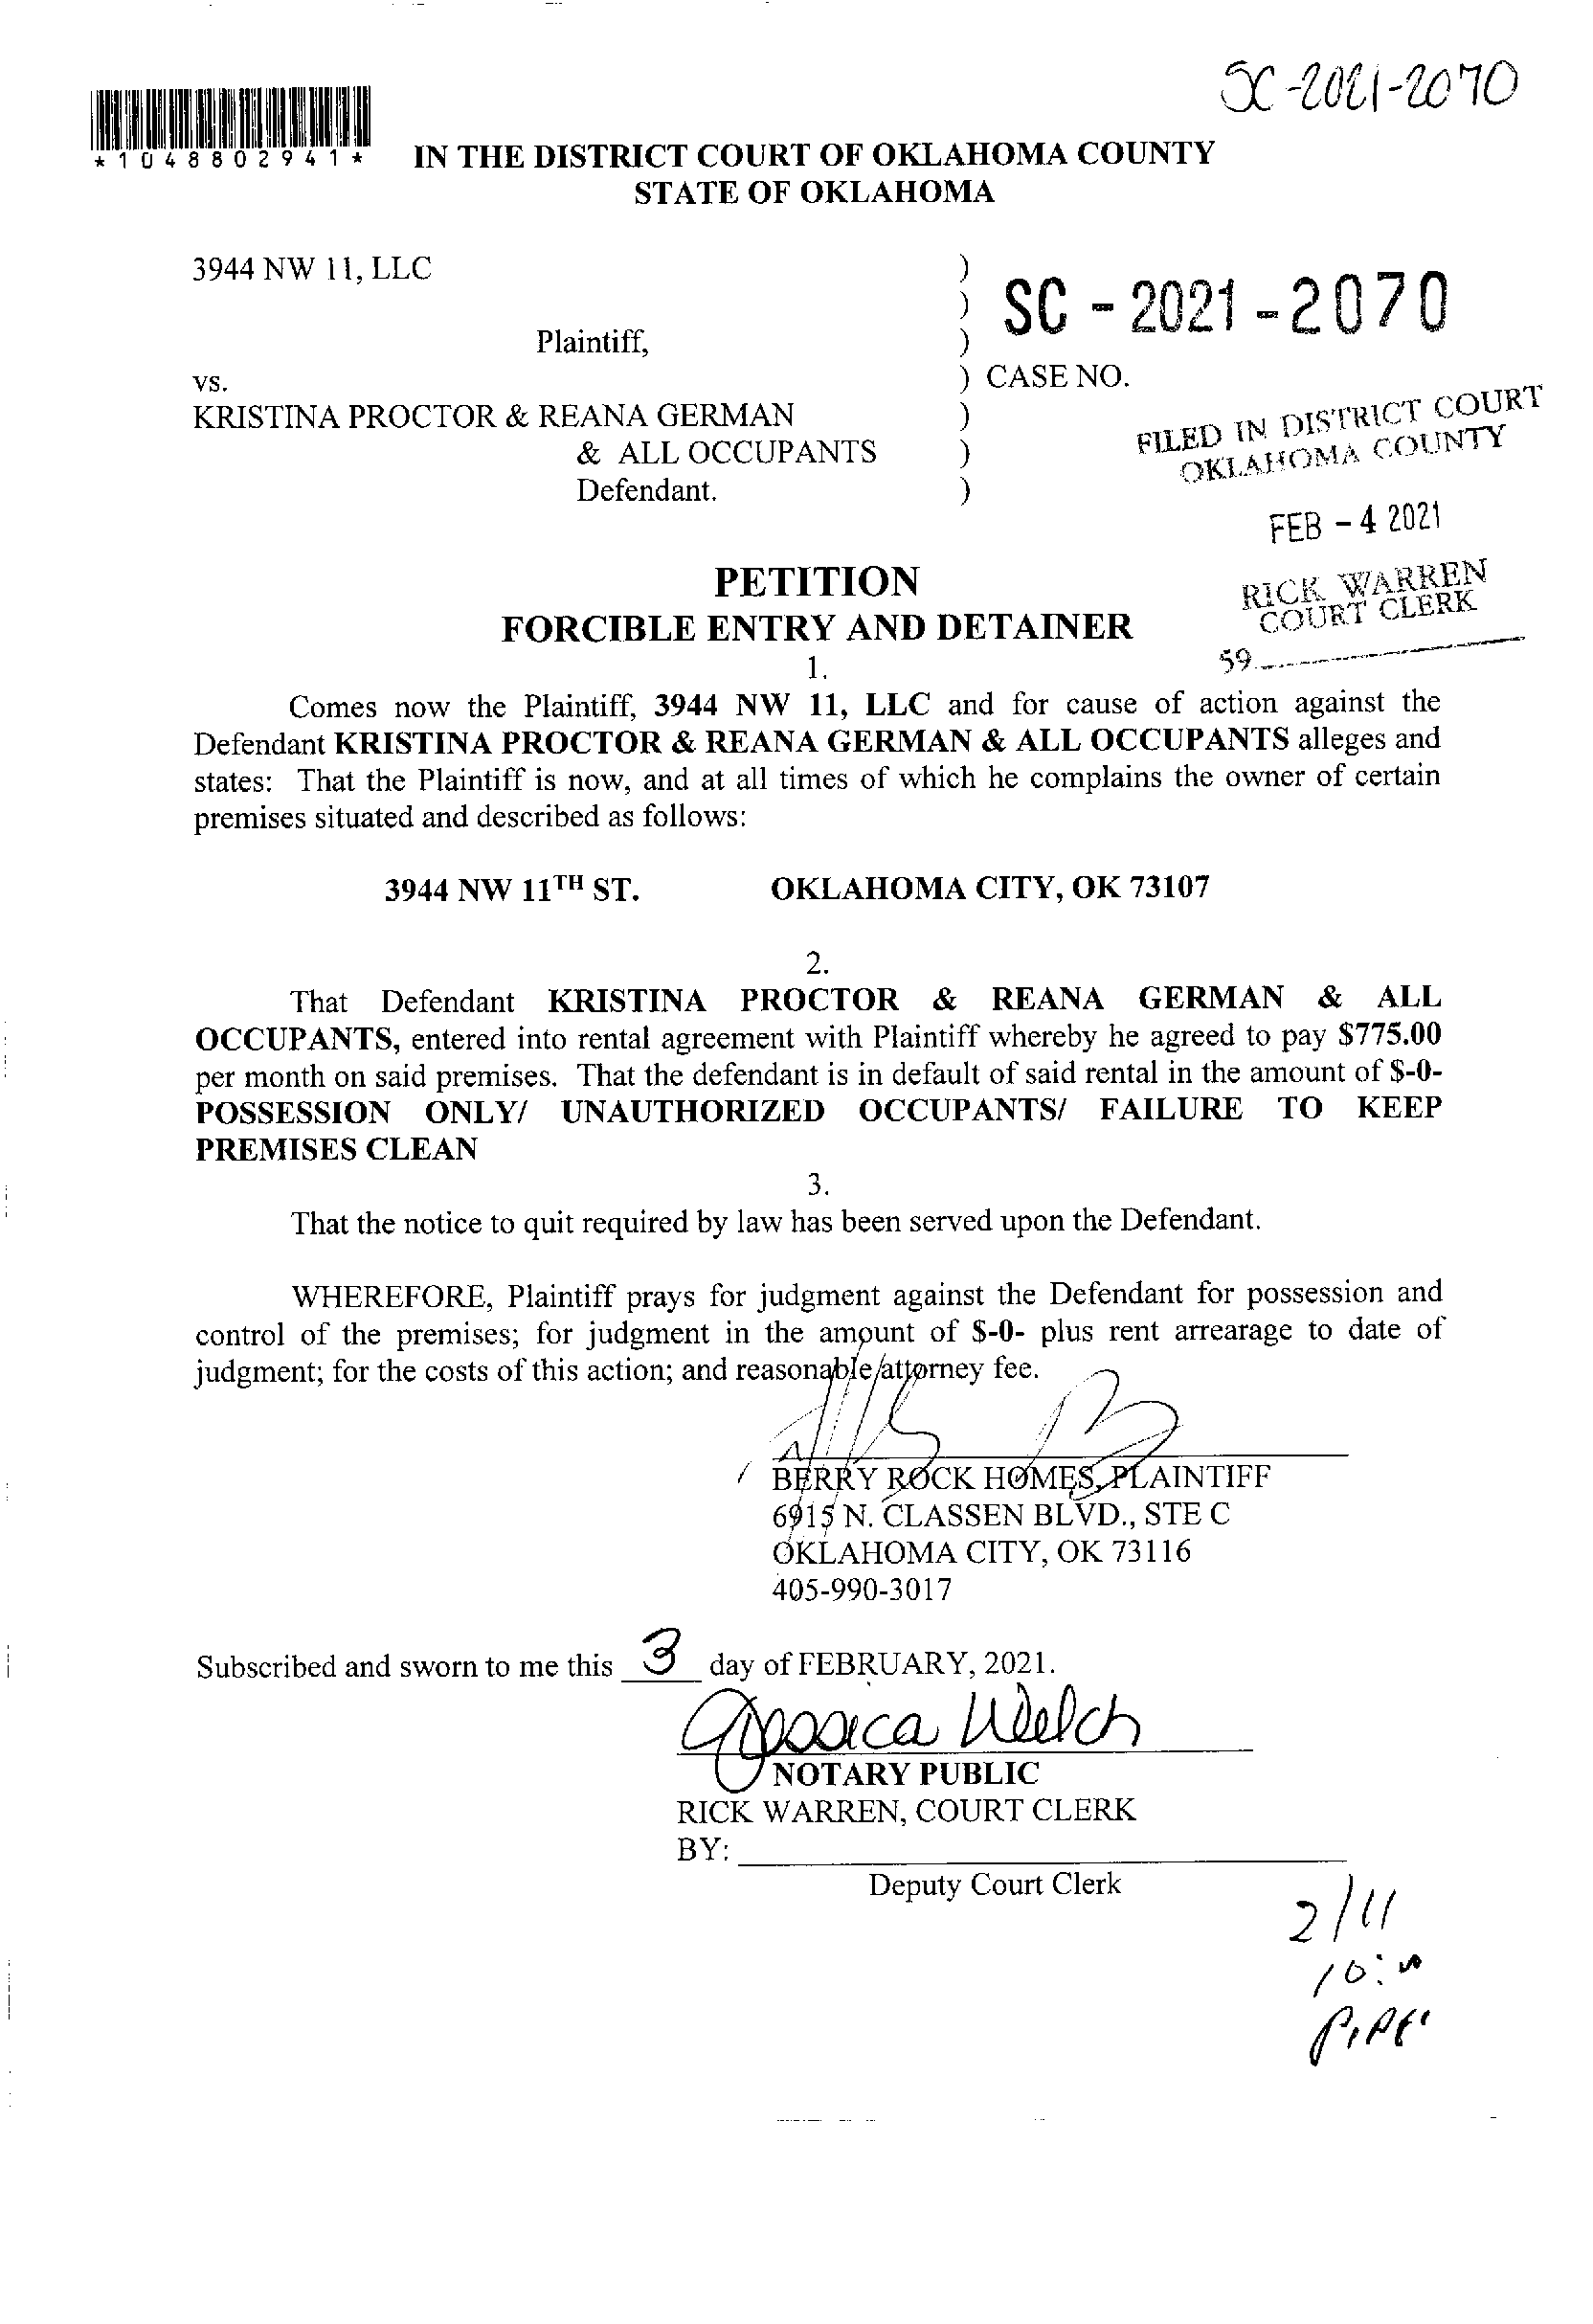 SC-2021-2070
*1048802941*
IN THE DISTRICT COURT OF OKLAHOMA COUNTY
STATE OF OKLAHOMA
3944 NW 11, LLC )
) SC - 2021 - 2070
Plaintiff, )
vs. ) CASE NO.
KRISTINA PROCTOR & REANA GERMAN )
& ALL OCCUPANTS )
Defendant. )
FILED IN DISTRICT COURT
OKLAHOMA COUNTY
FEB - 4 2021
RICK WARREN
COURT CLERK
59
PETITION
FORCIBLE ENTRY AND DETAINER
1.
Comes now the Plaintiff, 3944 NW 11, LLC and for cause of action against the
Defendant KRISTINA PROCTOR & REANA GERMAN & ALL OCCUPANTS alleges and
states: That the Plaintiff is now, and at all times of which he complains the owner of certain
premises situated and described as follows:
3944 NW 11TH ST. OKLAHOMA CITY, OK 73107
2.
That Defendant KRISTINA PROCTOR & REANA GERMAN & ALL
OCCUPANTS, entered into rental agreement with Plaintiff whereby he agreed to pay $775.00
per month on said premises. That the defendant is in default of said rental in the amount of $-0-
POSSESSION ONLY/ UNAUTHORIZED OCCUPANTS/ FAILURE TO KEEP
PREMISES CLEAN
3.
That the notice to quit required by law has been served upon the Defendant.
WHEREFORE, Plaintiff prays for judgment against the Defendant for possession and
control of the premises; for judgment in the amount of $-0- plus rent arrearage to date of
judgment; for the costs of this action; and reasonable attorney fee.
BERRY ROCK HOMES, PLAINTIFF
6915 N. CLASSEN BLVD., STE C
OKLAHOMA CITY, OK 73116
405-990-3017
Subscribed and sworn to me this 3 day of FEBRUARY, 2021.
Jessica Welch
NOTARY PUBLIC
RICK WARREN, COURT CLERK
BY:
Deputy Court Clerk
2/11